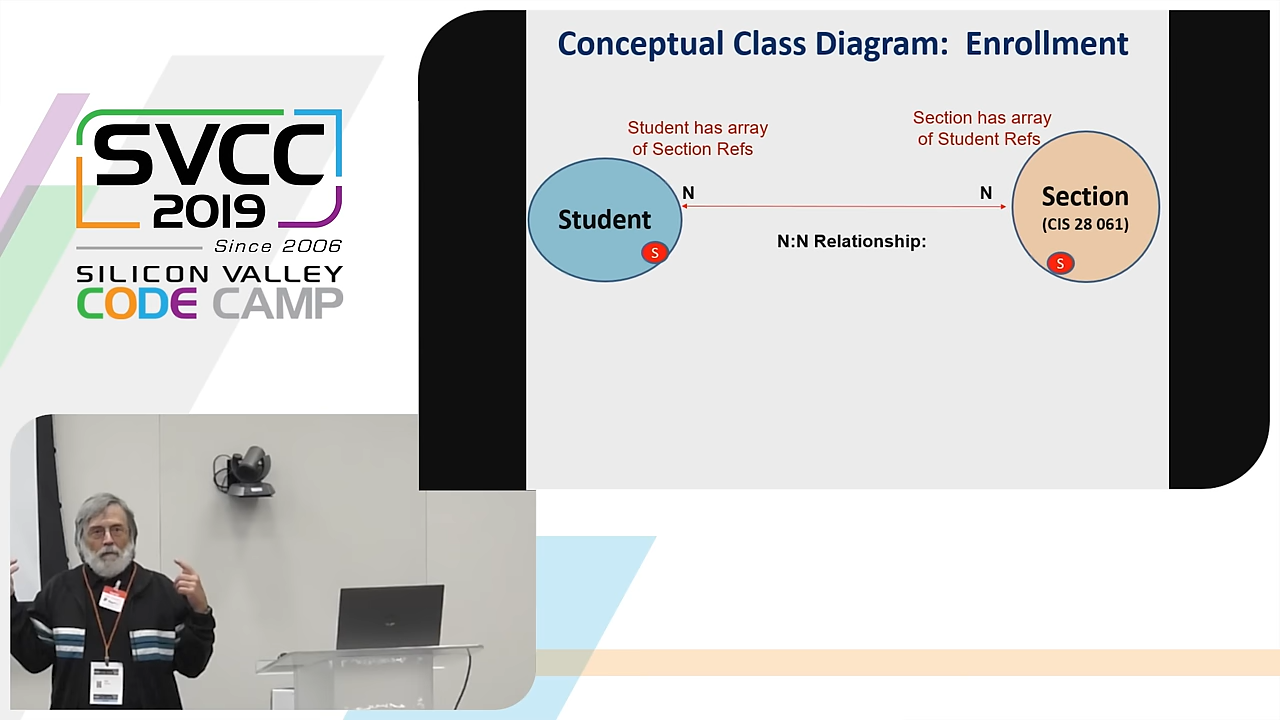 SVCC
2019
Since 2006
SILICON VALLEY
CODE CAMP
Conceptual Class Diagram: Enrollment
Student has array
of Section Refs
Section has array
of Student Refs
N
N
Student
S
Section
(CIS 28 061)
S
N:N Relationship: